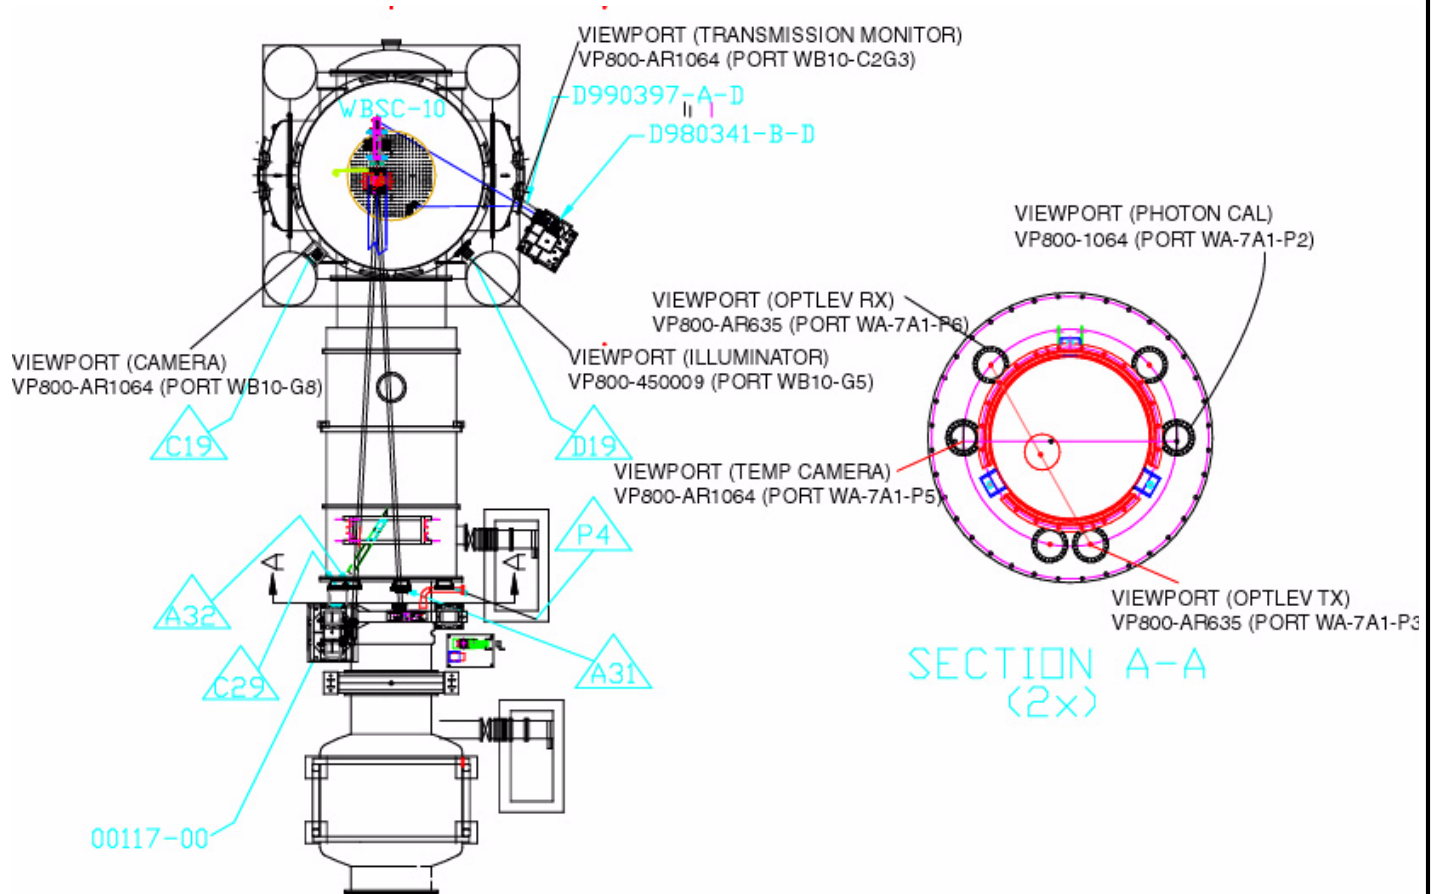 VIEWPORT (TRANSMISSION MONITOR)
VP800-AR1064 (PORT WB10-C2G3)
D990397-A-D
WBSC-10
D980341-B-D
VIEWPORT (PHOTON CAL)
VP800-1064 (PORT WA-7A1-P2)
VIEWPORT (OPTLEV RX)
VP800-AR635 (PORT WA-7A1-P6)
VIEWPORT (CAMERA)
VP800-AR1064 (PORT WB10-G8)
VIEWPORT (ILLUMINATOR)
VP800-450009 (PORT WB10-G5)
C19
D19
VIEWPORT (TEMP CAMERA)
VP800-AR1064 (PORT WA-7A1-P5)
P4
A
A
A32
C29
A31
VIEWPORT (OPTLEV TX)
VP800-AR635 (PORT WA-7A1-P3
SECTION A-A
(2x)
00117-00